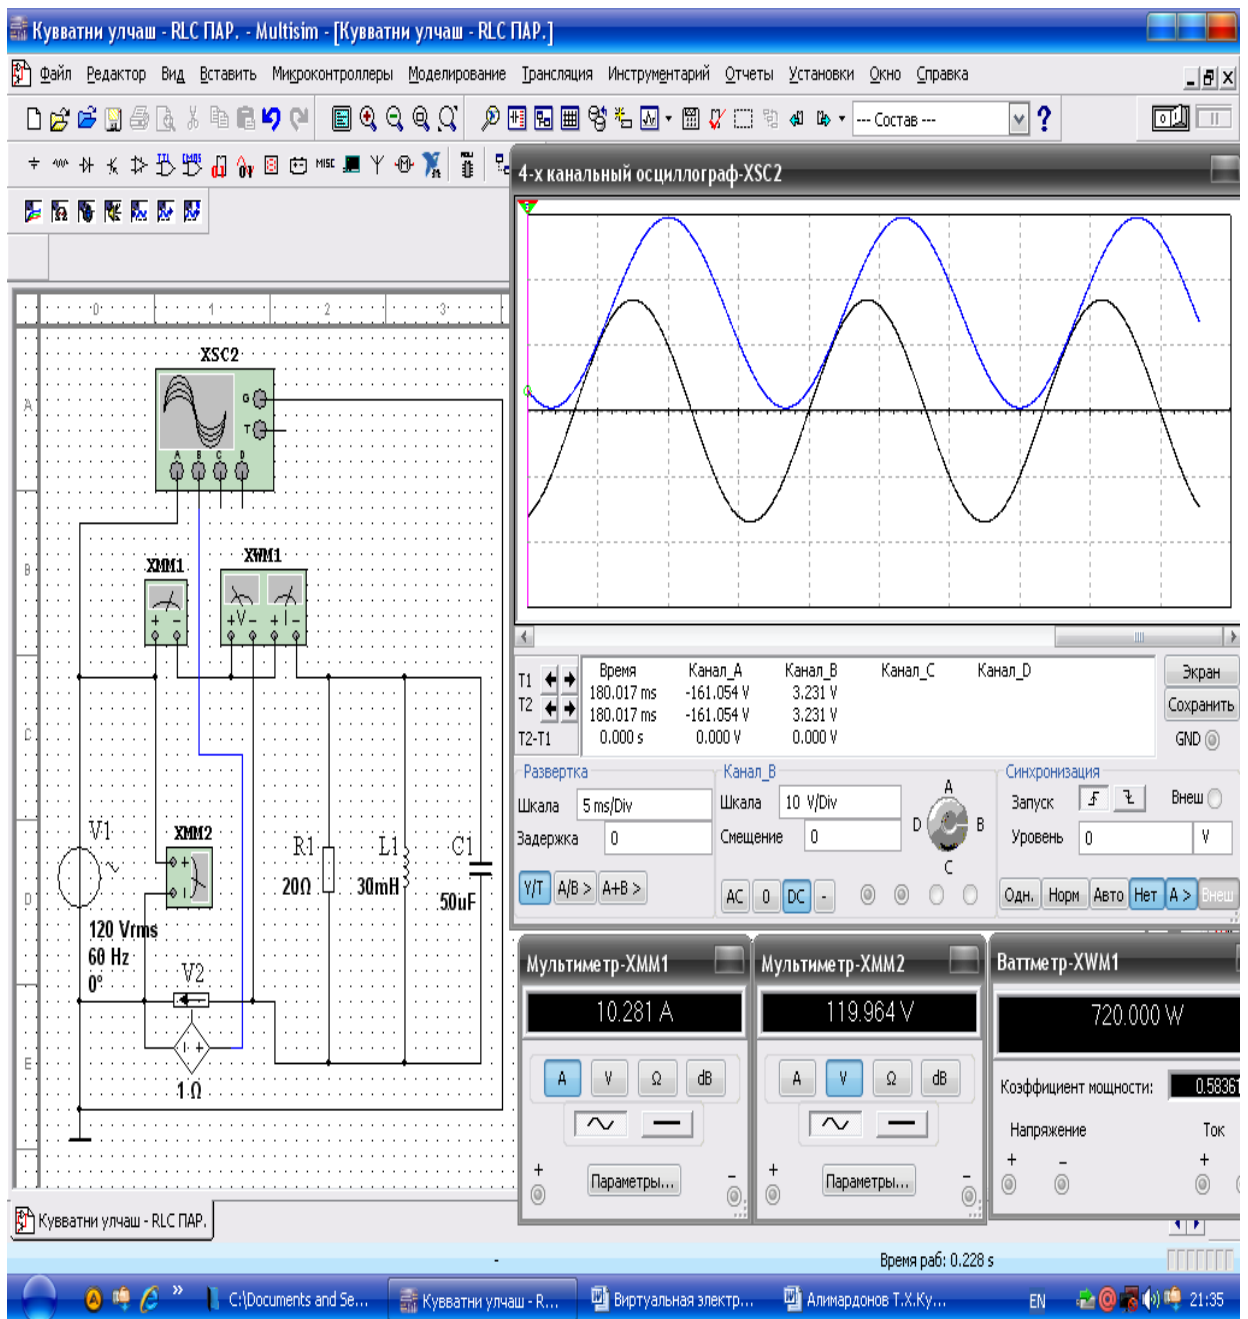 Кувватни улчаш - RLC ПАР. - Multisim - [Кувватни улчаш - RLC ПАР.]
Файл Редактор Вид Вставить Микроконтроллеры Моделирование Трансляция Инструментарий Отчеты Установки Окно Справка
--- Состав ---
MISC
4-х канальный осциллограф-XSC2
0 1 2 3
A
B
C
D
E
XSC2
G
T
A B C D
XMM1
XWM1
+ -
+V- +I-
V1
XMM2
R1
L1
C1
20Ω
30mH
50uF
120 Vrms
60 Hz
0°
V2
1 Ω
Время Канал_A Канал_B Канал_C Канал_D
T1 180.017 ms -161.054 V 3.231 V
T2 180.017 ms -161.054 V 3.231 V
T2-T1 0.000 s 0.000 V 0.000 V
Экран
Сохранить
GND
Развертка
Шкала 5 ms/Div
Задержка 0
Y/T A/B > A+B >
Канал_B
Шкала 10 V/Div
Смещение 0
AC 0 DC -
A
B
C
D
Синхронизация
Запуск Внеш
Уровень 0 V
Одн. Норм Авто Нет A > Внеш
Мультиметр-XMM1
10.281 A
A V Ω dB
+ Параметры... -
Мультиметр-XMM2
119.964 V
A V Ω dB
+ Параметры... -
Ваттметр-XWM1
720.000 W
Коэффициент мощности: 0.58361
Напряжение Ток
+ - +
Кувватни улчаш - RLC ПАР.
-
Время раб: 0.228 s
C:\Documents and Se... Кувватни улчаш - R... Виртуальная электр... Алимардонов Т.Х.Ку... EN 21:35